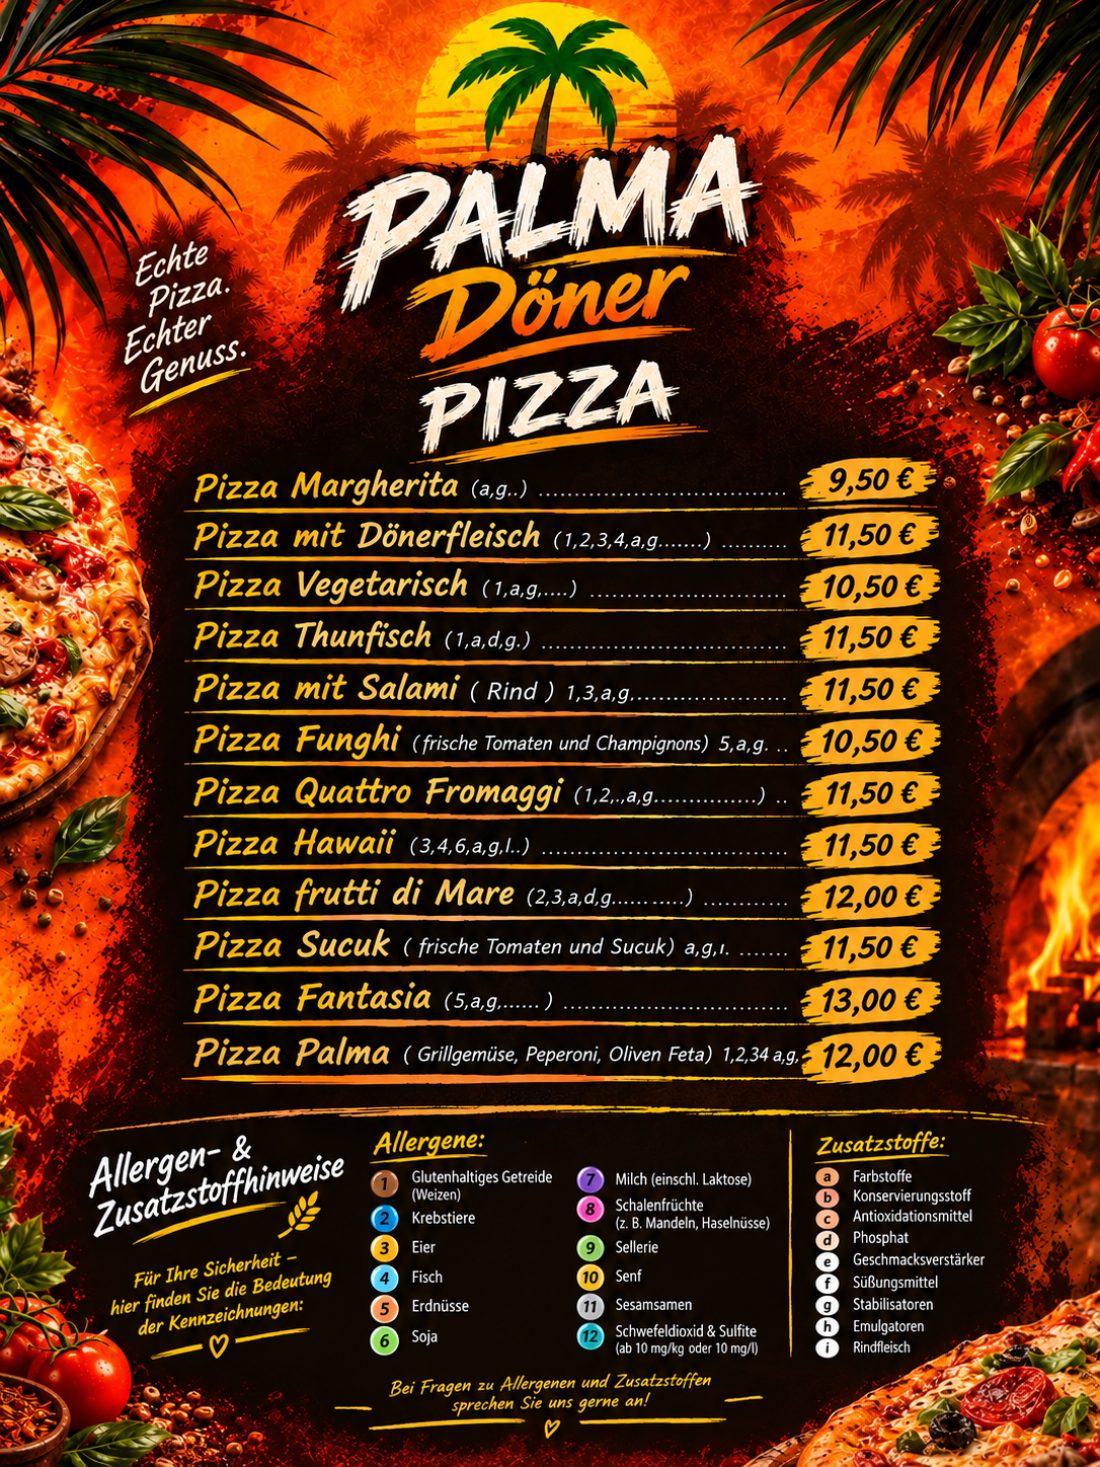 PALMA
Döner
PIZZA
Echte
Pizza.
Echter
Genuss.
Pizza Margherita (a,g..) .................................. 9,50 €
Pizza mit Dönerfleisch (1,2,3,4,a,g.......) .......... 11,50 €
Pizza Vegetarisch (1,a,g,....) ........................... 10,50 €
Pizza Thunfisch (1,a,d,g.) ................................. 11,50 €
Pizza mit Salami ( Rind ) 1,3,a,g,..................... 11,50 €
Pizza Funghi (frische Tomaten und Champignons) 5,a,g. .. 10,50 €
Pizza Quattro Fromaggi (1,2,.,a,g................) .. 11,50 €
Pizza Hawaii (3,4,6,a,g,l..) ................................. 11,50 €
Pizza frutti di Mare (2,3,a,d,g...... .....) ............ 12,00 €
Pizza Sucuk ( frische Tomaten und Sucuk) a,g,ı. ....... 11,50 €
Pizza Fantasia (5,a,g,...... ) .............................. 13,00 €
Pizza Palma ( Grillgemüse, Peperoni, Oliven Feta) 1,2,34 a,g, 12,00 €
Allergen- &
Zusatzstoffhinweise
Für Ihre Sicherheit –
hier finden Sie die Bedeutung
der Kennzeichnungen:
Allergene:
1 Glutenhaltiges Getreide
(Weizen)
2 Krebstiere
3 Eier
4 Fisch
5 Erdnüsse
6 Soja
7 Milch (einschl. Laktose)
8 Schalenfrüchte
(z. B. Mandeln, Haselnüsse)
9 Sellerie
10 Senf
11 Sesamsamen
12 Schwefeldioxid & Sulfite
(ab 10 mg/kg oder 10 mg/l)
Zusatzstoffe:
a Farbstoffe
b Konservierungsstoff
c Antioxidationsmittel
d Phosphat
e Geschmacksverstärker
f Süßungsmittel
g Stabilisatoren
h Emulgatoren
i Rindfleisch
Bei Fragen zu Allergenen und Zusatzstoffen
sprechen Sie uns gerne an!